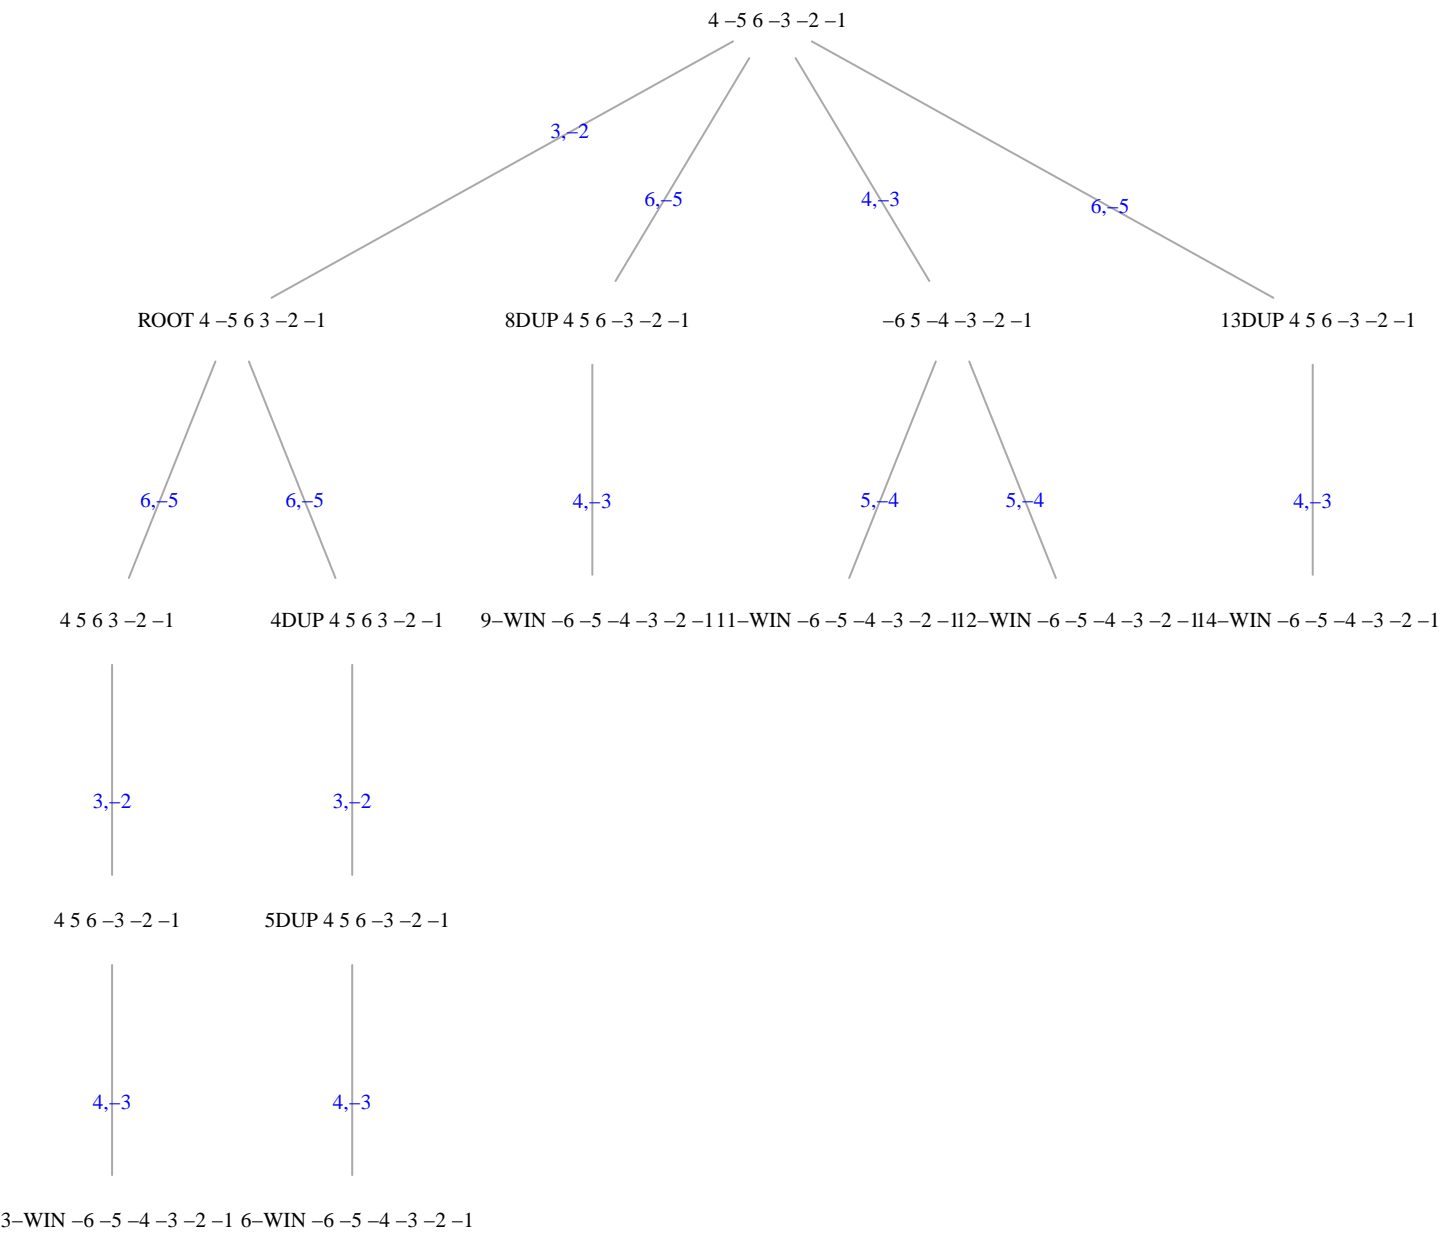 4 –5 6 –3 –2 –1
3,–2
6,–5
4,–3
6,–5
ROOT 4 –5 6 3 –2 –1
8DUP 4 5 6 –3 –2 –1
–6 5 –4 –3 –2 –1
13DUP 4 5 6 –3 –2 –1
6,–5
6,–5
4,–3
5,–4
5,–4
4,–3
4 5 6 3 –2 –1
4DUP 4 5 6 3 –2 –1
9–WIN –6 –5 –4 –3 –2 –1
11–WIN –6 –5 –4 –3 –2 –1
12–WIN –6 –5 –4 –3 –2 –1
14–WIN –6 –5 –4 –3 –2 –1
3,–2
3,–2
4 5 6 –3 –2 –1
5DUP 4 5 6 –3 –2 –1
4,–3
4,–3
3–WIN –6 –5 –4 –3 –2 –1
6–WIN –6 –5 –4 –3 –2 –1